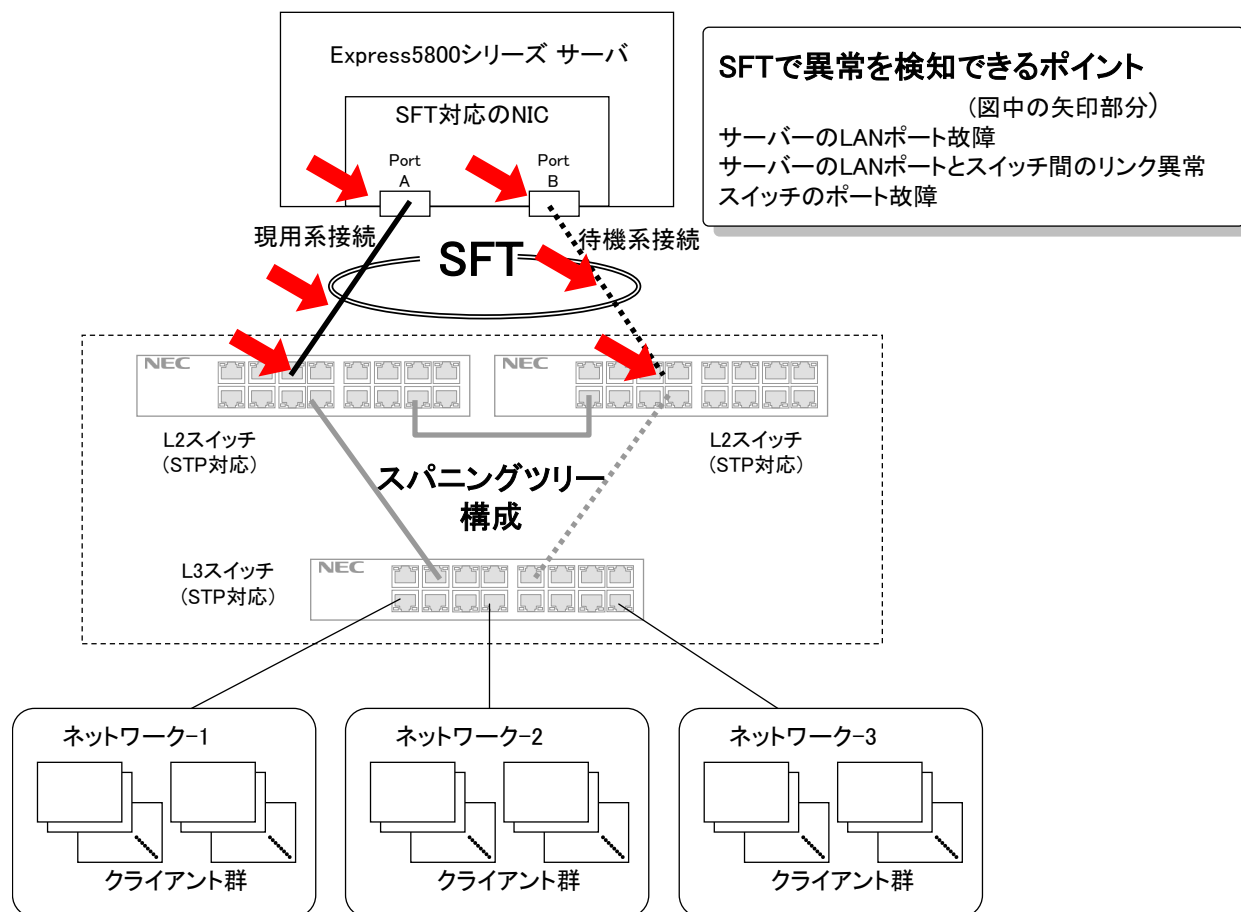 Express5800シリーズ サーバ
SFT対応のNIC
Port
A
Port
B
SFTで異常を検知できるポイント
(図中の矢印部分)
サーバーのLANポート故障
サーバーのLANポートとスイッチ間のリンク異常
スイッチのポート故障
現用系接続
待機系接続
SFT
NEC
NEC
L2スイッチ
(STP対応)
L2スイッチ
(STP対応)
スパニングツリー
構成
L3スイッチ
(STP対応)
NEC
ネットワーク-1
クライアント群
ネットワーク-2
クライアント群
ネットワーク-3
クライアント群